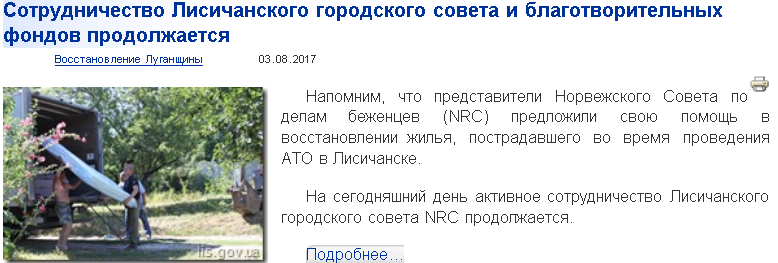 Сотрудничество Лисичанского городского совета и благотворительных
фондов продолжается
Восстановление Луганщины 03.08.2017
Напомним, что представители Норвежского Совета по
делам беженцев (NRC) предложили свою помощь в
восстановлении жилья, пострадавшего во время проведения
АТО в Лисичанске.
На сегодняшний день активное сотрудничество Лисичанского
городского совета NRC продолжается.
Подробнее...
lis.gov.ua